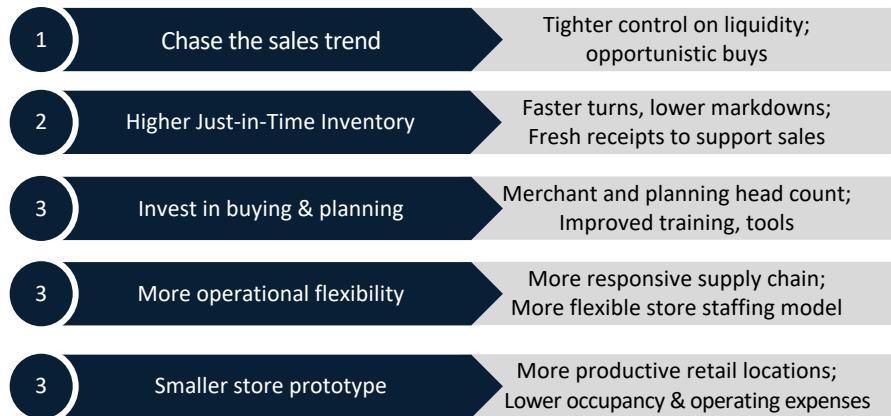 1
Chase the sales trend
Tighter control on liquidity;
opportunistic buys
2
Higher Just-in-Time Inventory
Faster turns, lower markdowns;
Fresh receipts to support sales
3
Invest in buying & planning
Merchant and planning head count;
Improved training, tools
3
More operational flexibility
More responsive supply chain;
More flexible store staffing model
3
Smaller store prototype
More productive retail locations;
Lower occupancy & operating expenses